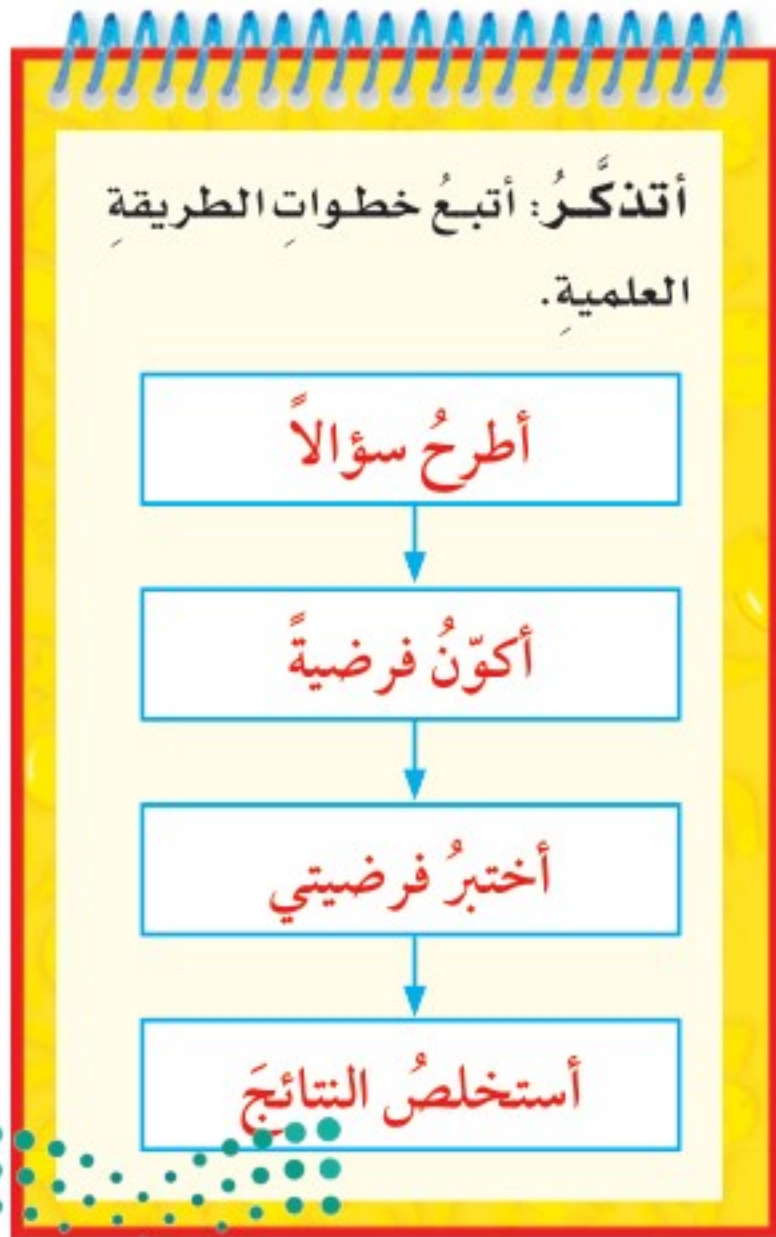 أتذكَّرُ: أتبعُ خطواتِ الطريقةِ
العلميةِ.
أطرحُ سؤالاً
أكوّنُ فرضيةً
أختبرُ فرضيتي
أستخلصُ النتائجَ